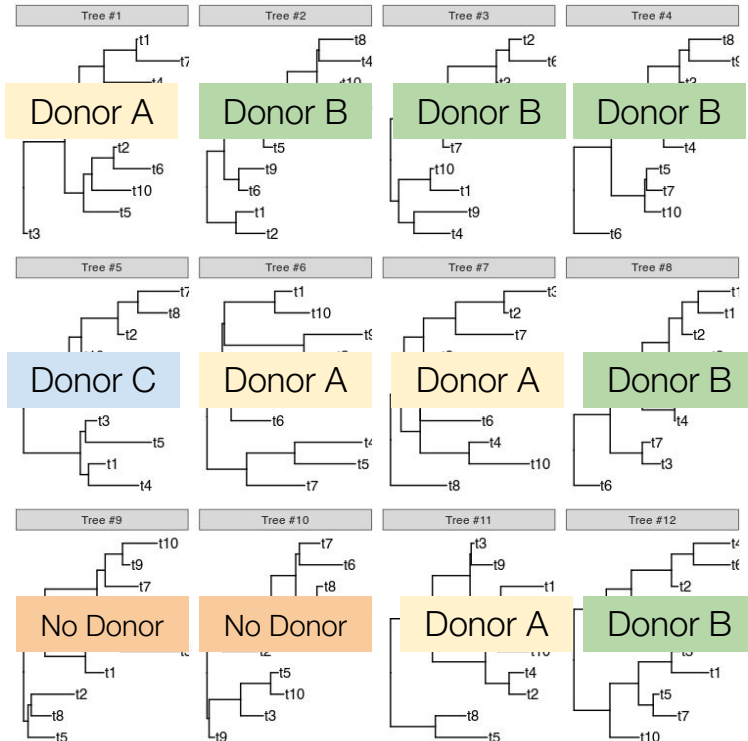 Tree #1
t1
t7
t4
Donor A
t2
t6
t10
t5
t3
Tree #2
t8
t4
t10
Donor B
t5
t9
t6
t1
t2
Tree #3
t2
t6
t3
Donor B
t7
t10
t1
t9
t4
Tree #4
t8
t9
t3
Donor B
t4
t5
t7
t10
t6
Tree #5
t7
t8
t2
Donor C
t3
t5
t1
t4
Tree #6
t1
t10
t9
Donor A
t6
t4
t5
t7
Tree #7
t3
t2
t7
Donor A
t6
t4
t10
t8
Tree #8
t1
t2
Donor B
t4
t7
t3
t6
Tree #9
t10
t9
t7
No Donor
t1
t2
t8
t5
Tree #10
t7
t6
t8
No Donor
t5
t10
t3
t9
Tree #11
t3
t9
t1
Donor A
t10
t4
t2
t8
t5
Tree #12
t4
t6
t2
Donor B
t3
t1
t5
t7
t10